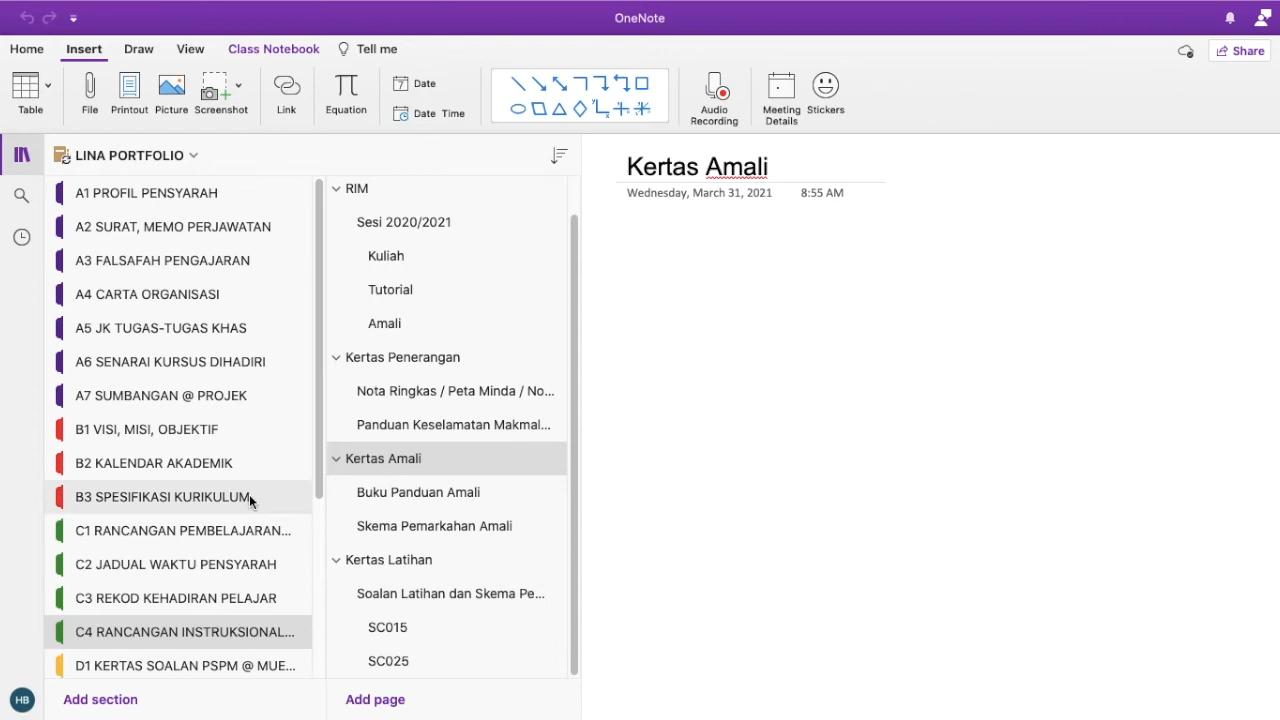 OneNote
Home Insert Draw View Class Notebook Tell me
Share
Table
File
Printout
Picture
Screenshot
Link
Equation
Date
Date Time
Audio
Recording
Meeting
Details
Stickers
LINA PORTFOLIO
A1 PROFIL PENSYARAH
A2 SURAT, MEMO PERJAWATAN
A3 FALSAFAH PENGAJARAN
A4 CARTA ORGANISASI
A5 JK TUGAS-TUGAS KHAS
A6 SENARAI KURSUS DIHADIRI
A7 SUMBANGAN @ PROJEK
B1 VISI, MISI, OBJEKTIF
B2 KALENDAR AKADEMIK
B3 SPESIFIKASI KURIKULUM
C1 RANCANGAN PEMBELAJARAN...
C2 JADUAL WAKTU PENSYARAH
C3 REKOD KEHADIRAN PELAJAR
C4 RANCANGAN INSTRUKSIONAL...
D1 KERTAS SOALAN PSPM @ MUE...
HB
Add section
RIM
Sesi 2020/2021
Kuliah
Tutorial
Amali
Kertas Penerangan
Nota Ringkas / Peta Minda / No...
Panduan Keselamatan Makmal...
Kertas Amali
Buku Panduan Amali
Skema Pemarkahan Amali
Kertas Latihan
Soalan Latihan dan Skema Pe...
SC015
SC025
Add page
Kertas Amali
Wednesday, March 31, 2021 8:55 AM